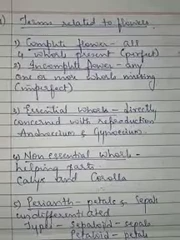 Terms related to flowers
1) Complete flower - all
4 whorls present (perfect)
2) Incomplete flower - any
one or more whorls missing
(imperfect)
3) Essential whorls - directly
concerned with reproduction
Androecium & Gynoecium.
4) Non essential whorls -
helping parts
Calyx and Corolla
5) Perianth - petals & Sepals
undifferentiated
Types - Sepaloid - sepals
Petaloid - petals